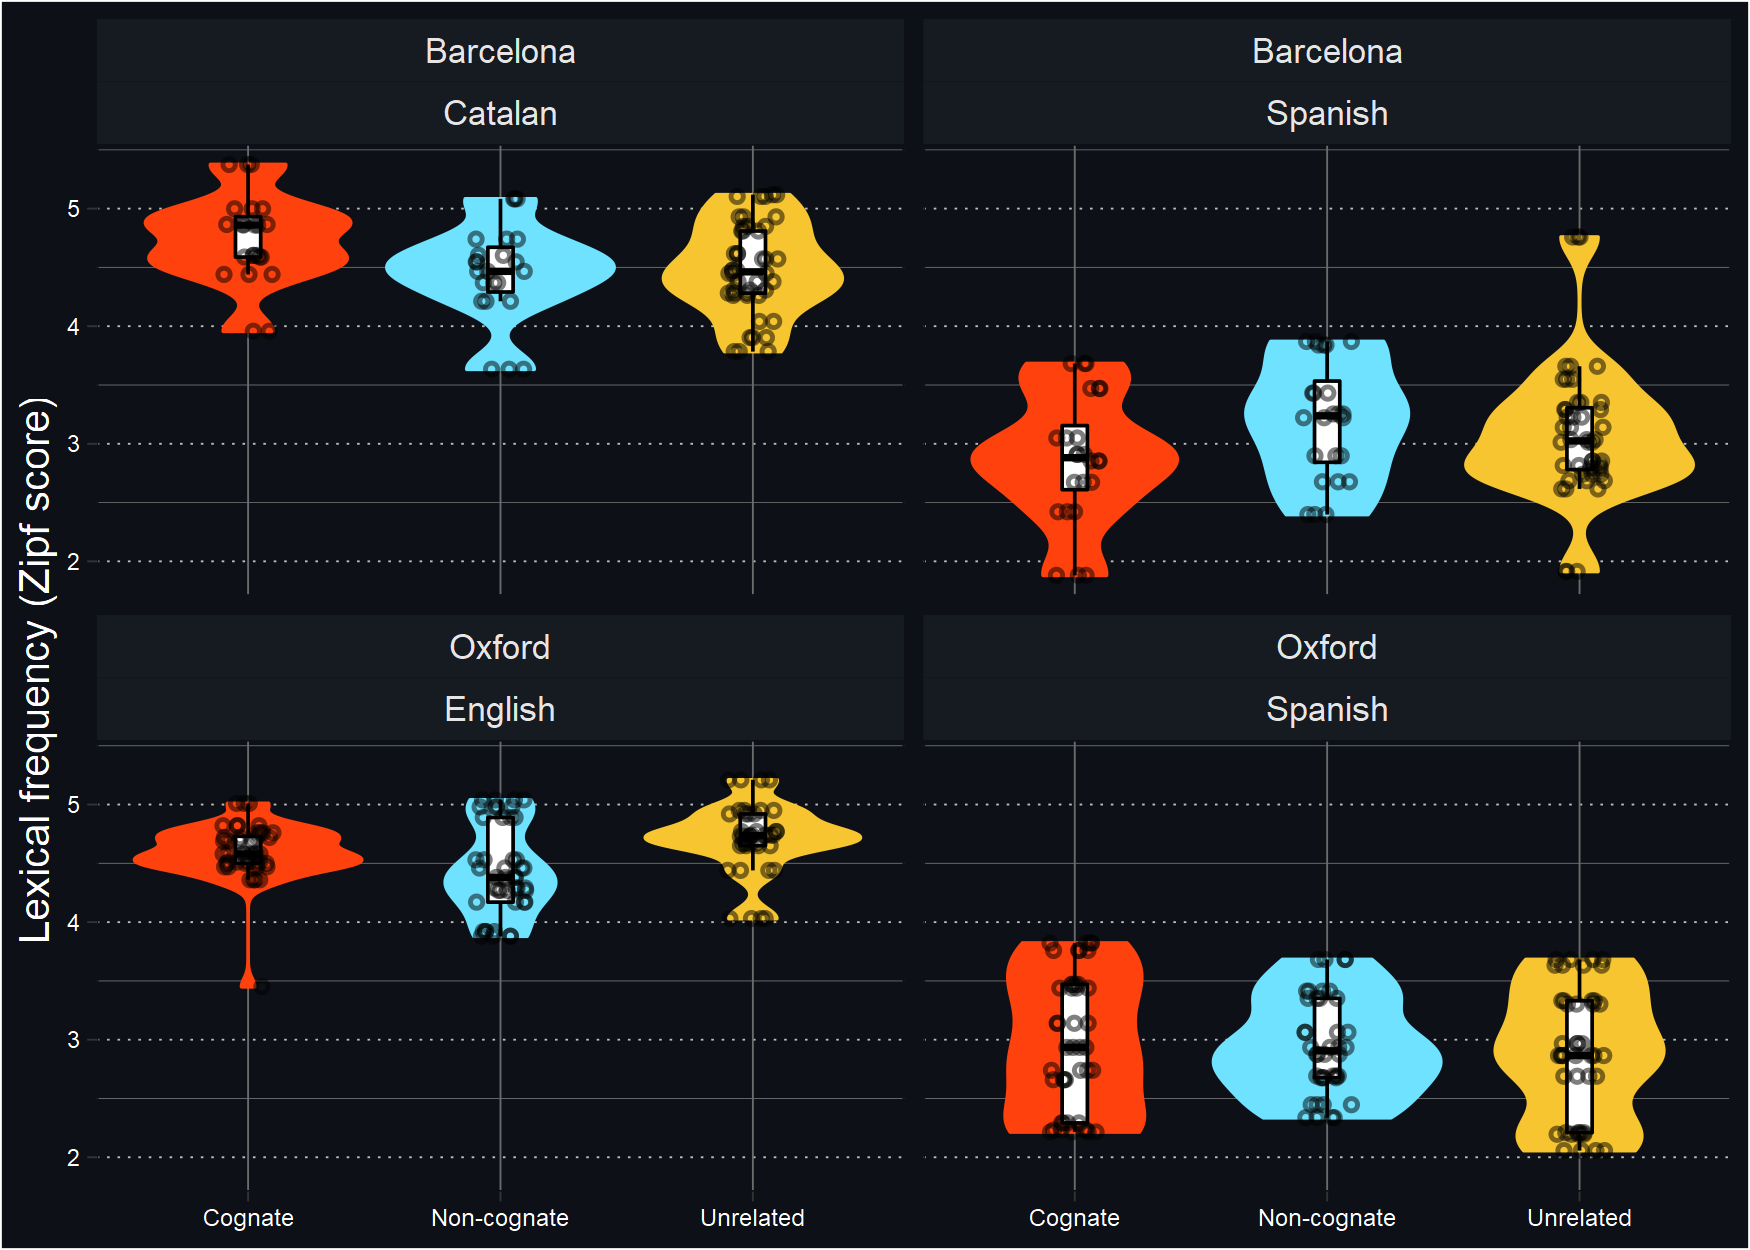 Lexical frequency (Zipf score)
Barcelona
Catalan
Barcelona
Spanish
5
4
3
2
Oxford
English
Oxford
Spanish
5
4
3
2
Cognate Non-cognate Unrelated Cognate Non-cognate Unrelated